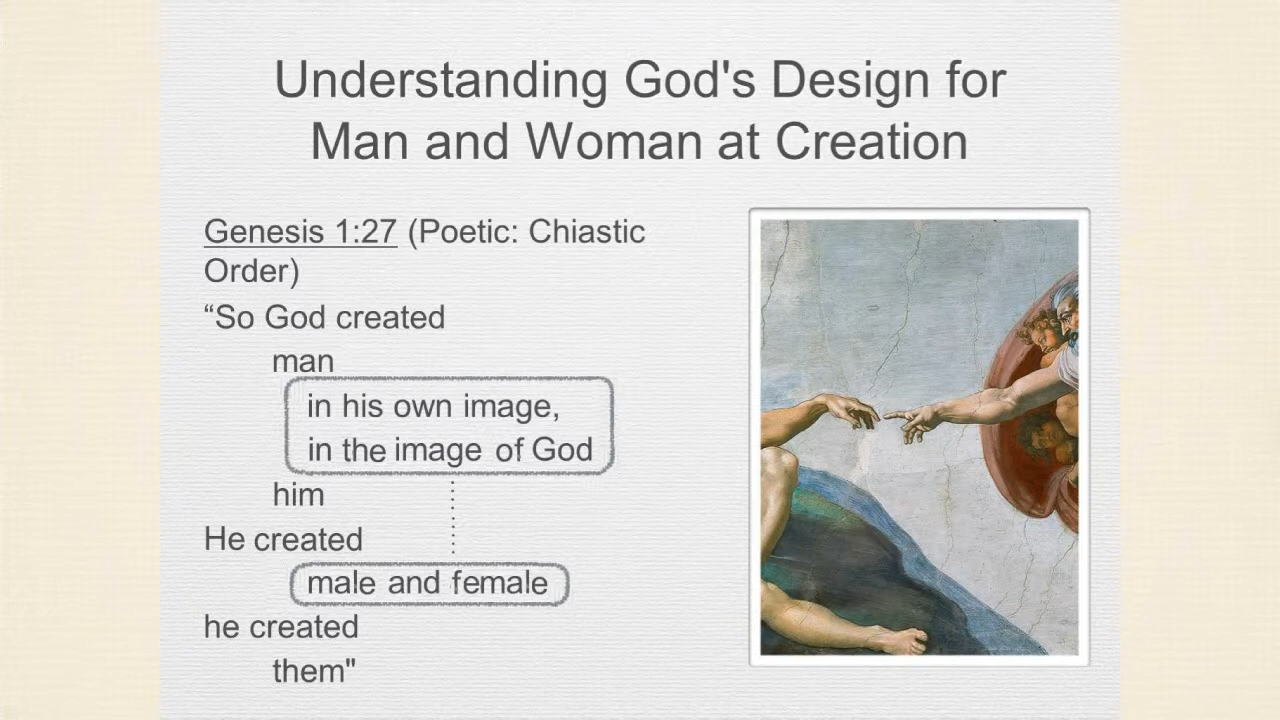 Understanding God's Design for
Man and Woman at Creation
Genesis 1:27 (Poetic: Chiastic
Order)
“So God created
man
in his own image,
in the image of God
him
He created
male and female
he created
them"